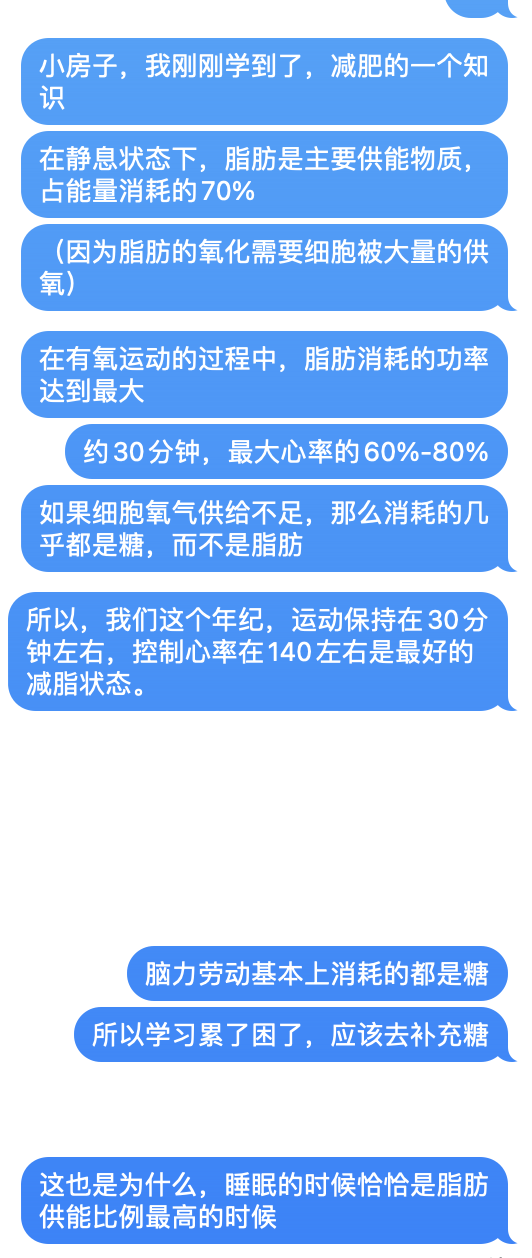 小房子，我刚刚学到了，减肥的一个知
识
在静息状态下，脂肪是主要供能物质，
占能量消耗的70%
（因为脂肪的氧化需要细胞被大量的供
氧）
在有氧运动的过程中，脂肪消耗的功率
达到最大
约30分钟，最大心率的60%-80%
如果细胞氧气供给不足，那么消耗的几
乎都是糖，而不是脂肪
所以，我们这个年纪，运动保持在30分
钟左右，控制心率在140左右是最好的
减脂状态。
脑力劳动基本上消耗的都是糖
所以学习累了困了，应该去补充糖
这也是为什么，睡眠的时候恰恰是脂肪
供能比例最高的时候